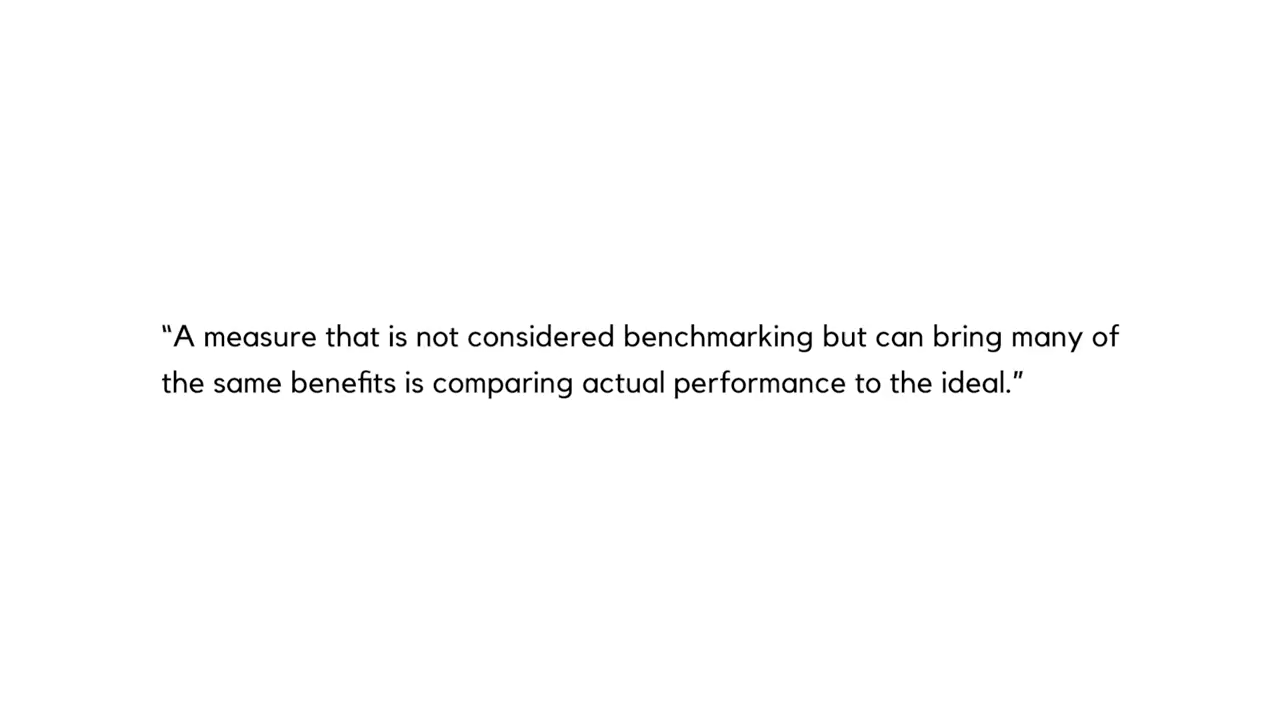 “A measure that is not considered benchmarking but can bring many of
the same benefits is comparing actual performance to the ideal.”